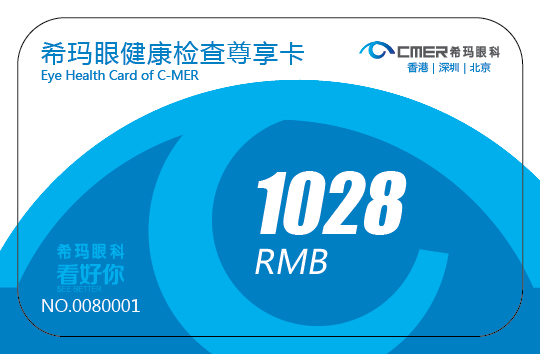 希玛眼健康检查尊享卡
Eye Health Card of C-MER
CMER希玛眼科
香港 | 深圳 | 北京
1028
RMB
希玛眼科
看好你
SEE BETTER
NO.0080001